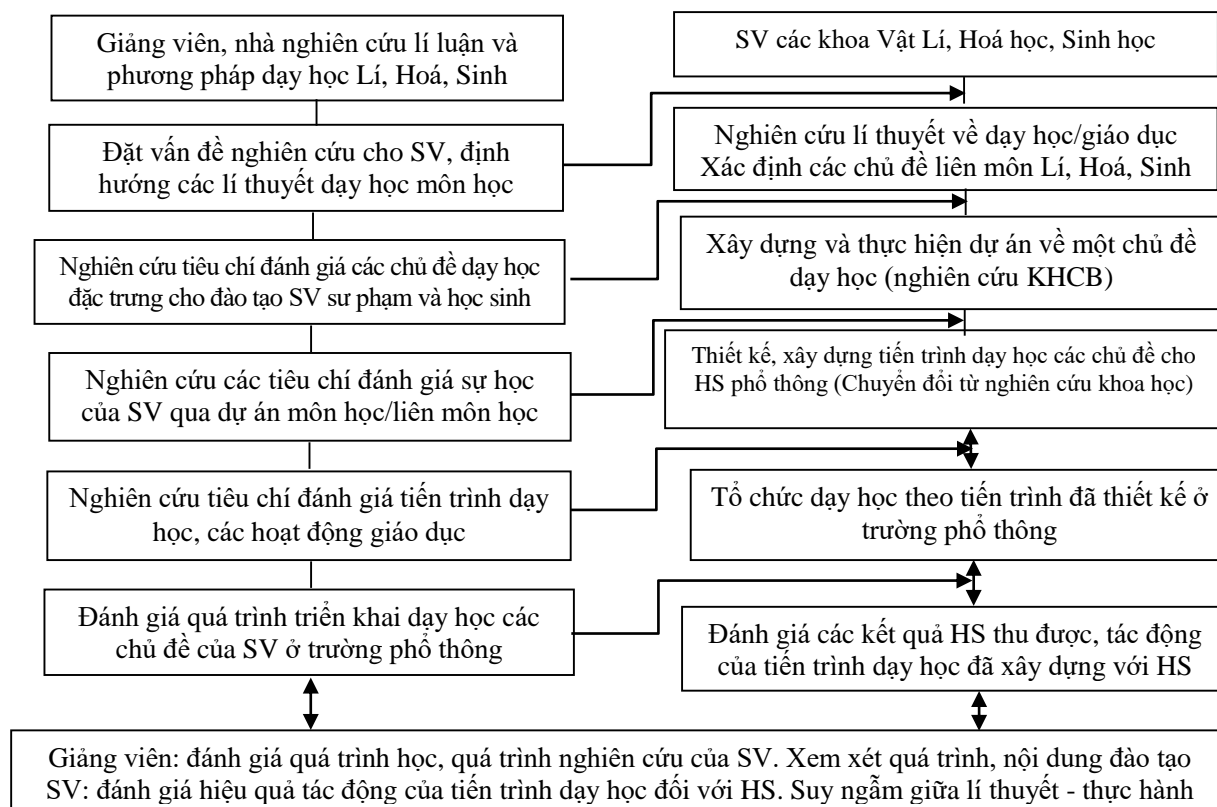 Giảng viên, nhà nghiên cứu lí luận và
phương pháp dạy học Lí, Hoá, Sinh
SV các khoa Vật Lí, Hoá học, Sinh học
Đặt vấn đề nghiên cứu cho SV, định
hướng các lí thuyết dạy học môn học
Nghiên cứu lí thuyết về dạy học/giáo dục
Xác định các chủ đề liên môn Lí, Hoá, Sinh
Nghiên cứu tiêu chí đánh giá các chủ đề dạy học
đặc trưng cho đào tạo SV sư phạm và học sinh
Xây dựng và thực hiện dự án về một chủ đề
dạy học (nghiên cứu KHCB)
Nghiên cứu các tiêu chí đánh giá sự học
của SV qua dự án môn học/liên môn học
Thiết kế, xây dựng tiến trình dạy học các chủ đề cho
HS phổ thông (Chuyển đổi từ nghiên cứu khoa học)
Nghiên cứu tiêu chí đánh giá tiến trình dạy
học, các hoạt động giáo dục
Tổ chức dạy học theo tiến trình đã thiết kế ở
trường phổ thông
Đánh giá quá trình triển khai dạy học các
chủ đề của SV ở trường phổ thông
Đánh giá các kết quả HS thu được, tác động
của tiến trình dạy học đã xây dựng với HS
Giảng viên: đánh giá quá trình học, quá trình nghiên cứu của SV. Xem xét quá trình, nội dung đào tạo
SV: đánh giá hiệu quả tác động của tiến trình dạy học đối với HS. Suy ngẫm giữa lí thuyết - thực hành